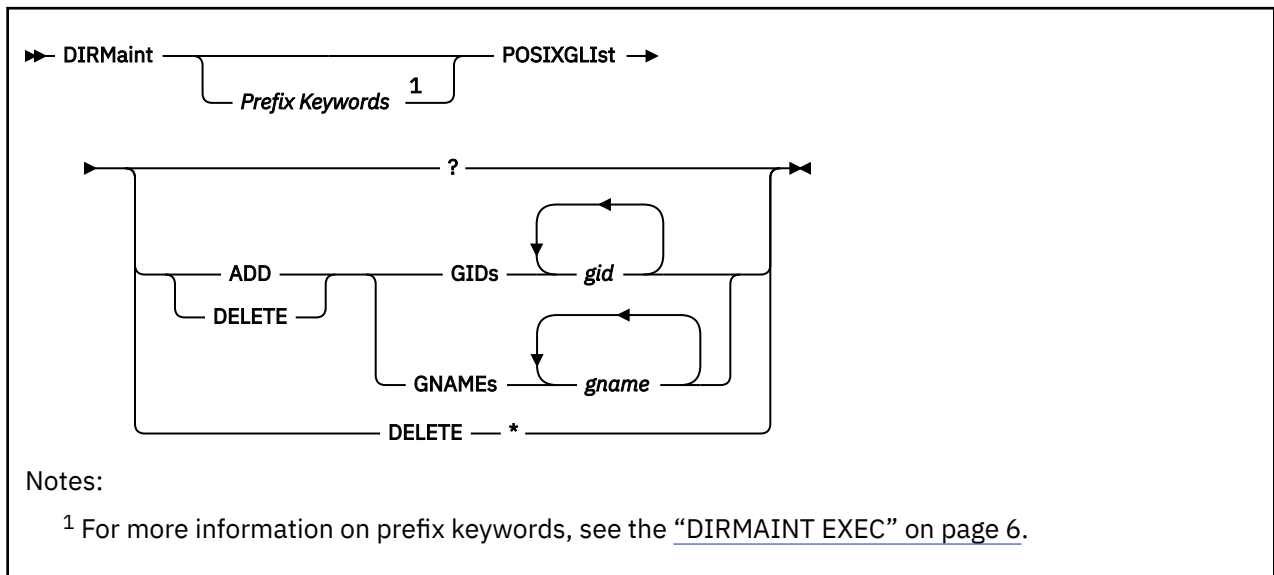 DIRMaint POSIXGLIst
Prefix Keywords 1
?
ADD GIDs gid
DELETE
GNAMEs gname
DELETE *
Notes:
1 For more information on prefix keywords, see the “DIRMAINT EXEC” on page 6.